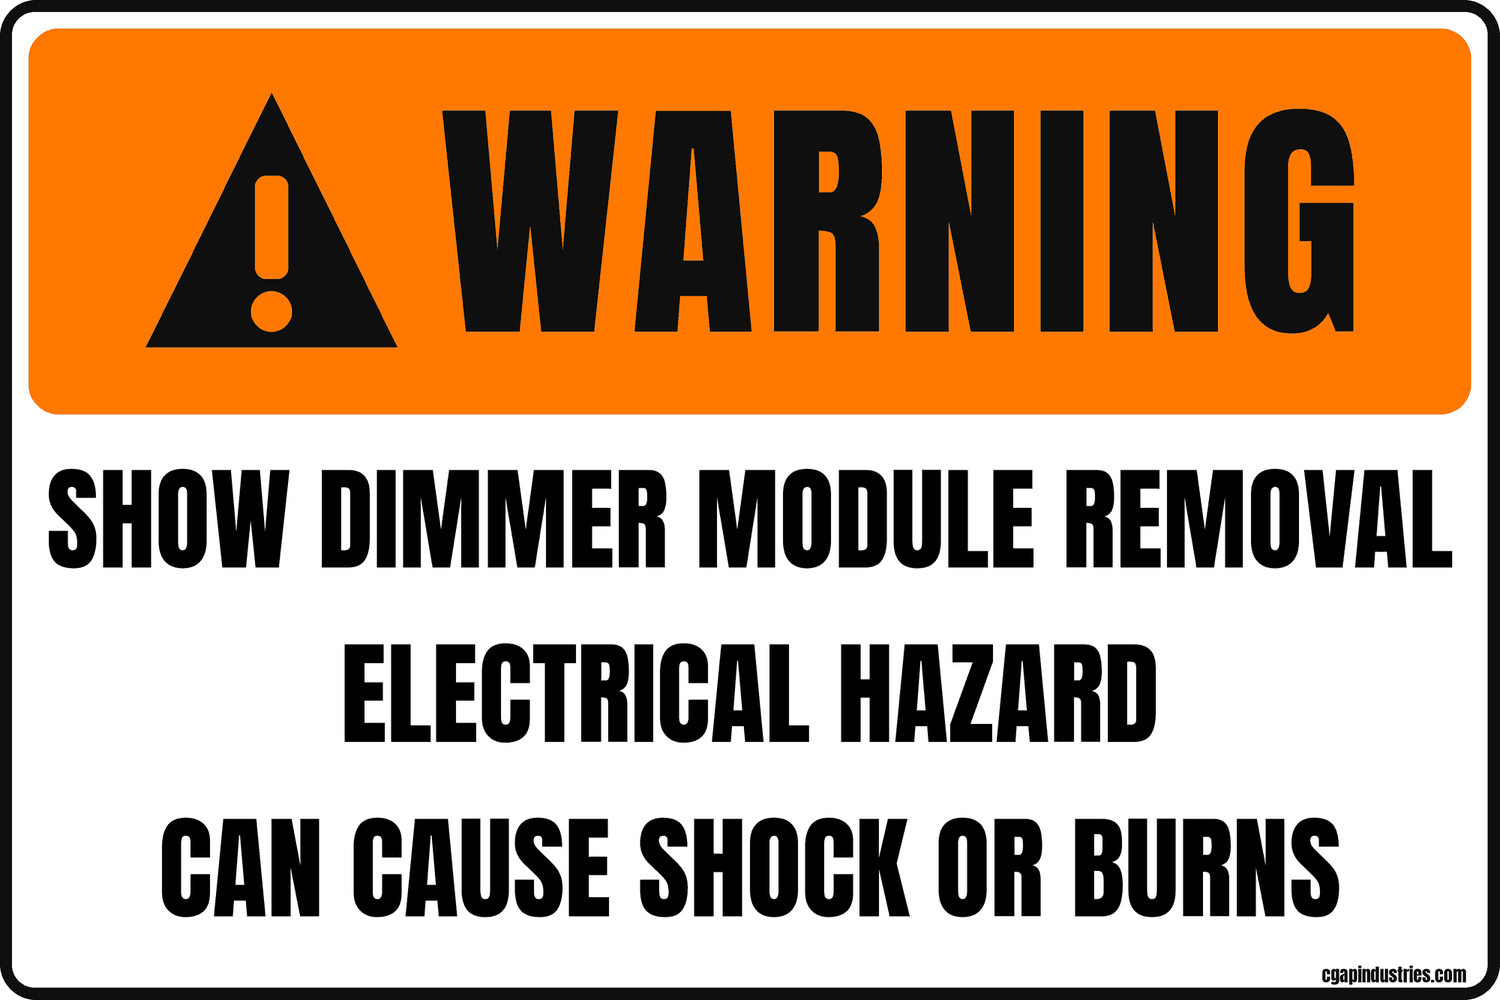 WARNING
SHOW DIMMER MODULE REMOVAL
ELECTRICAL HAZARD
CAN CAUSE SHOCK OR BURNS
cgapindustries.com